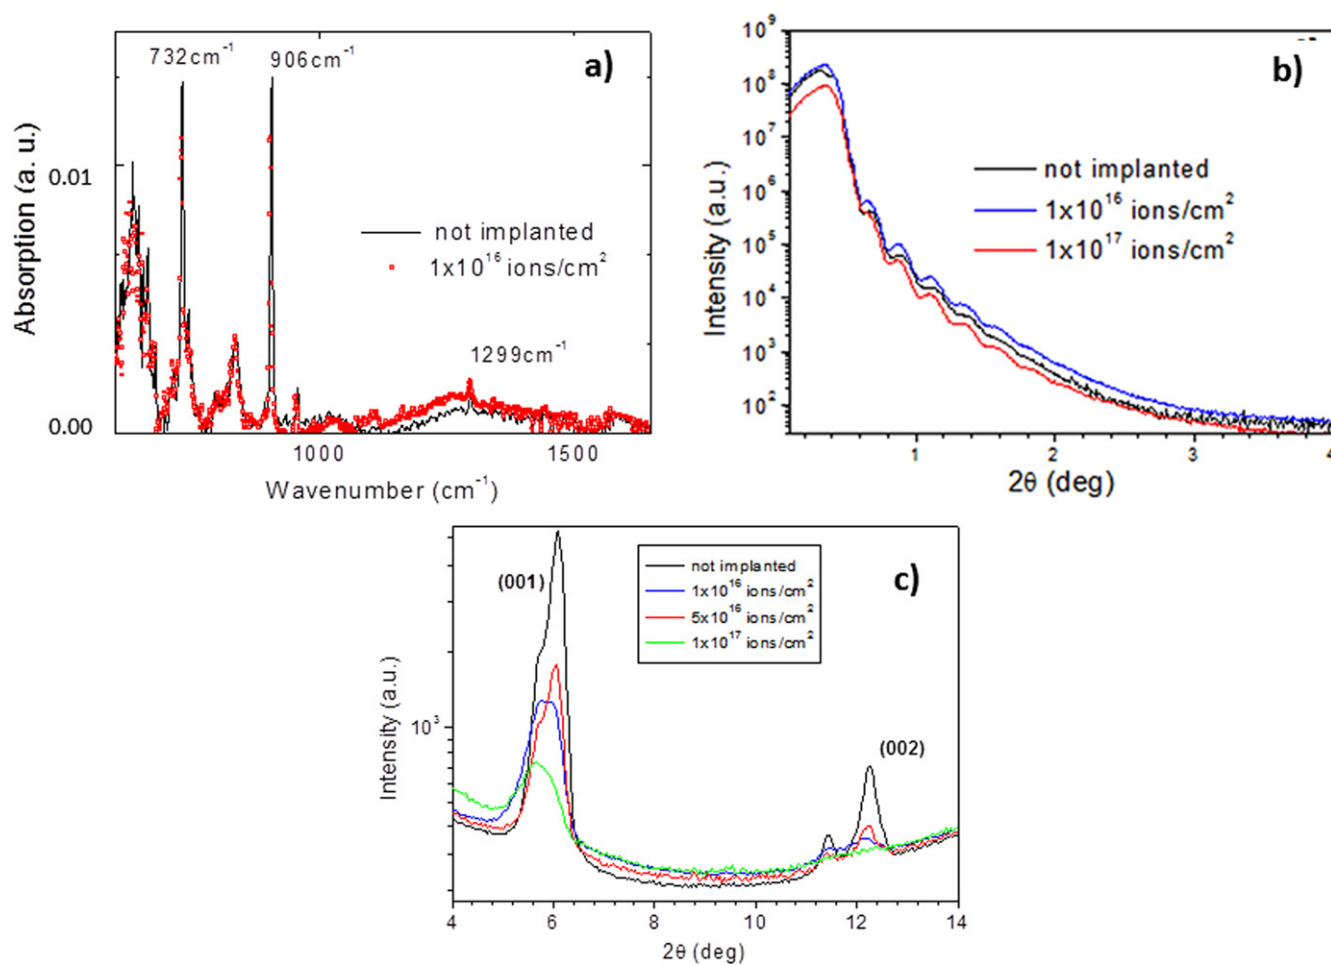 732cm⁻¹ 906cm⁻¹ a)
Absorption (a. u.)
0.01
not implanted
1x10¹⁶ ions/cm²
1299cm⁻¹
0.00
1000 1500
Wavenumber (cm⁻¹)
b)
Intensity (a.u.)
10⁹
10⁸
10⁷
10⁶
10⁵
10⁴
10³
10²
not implanted
1x10¹⁶ ions/cm²
1x10¹⁷ ions/cm²
1 2 3 4
2θ (deg)
c)
(001)
not implanted
1x10¹⁶ ions/cm²
5x10¹⁶ ions/cm²
1x10¹⁷ ions/cm²
Intensity (a.u.)
10³
(002)
4 6 8 10 12 14
2θ (deg)